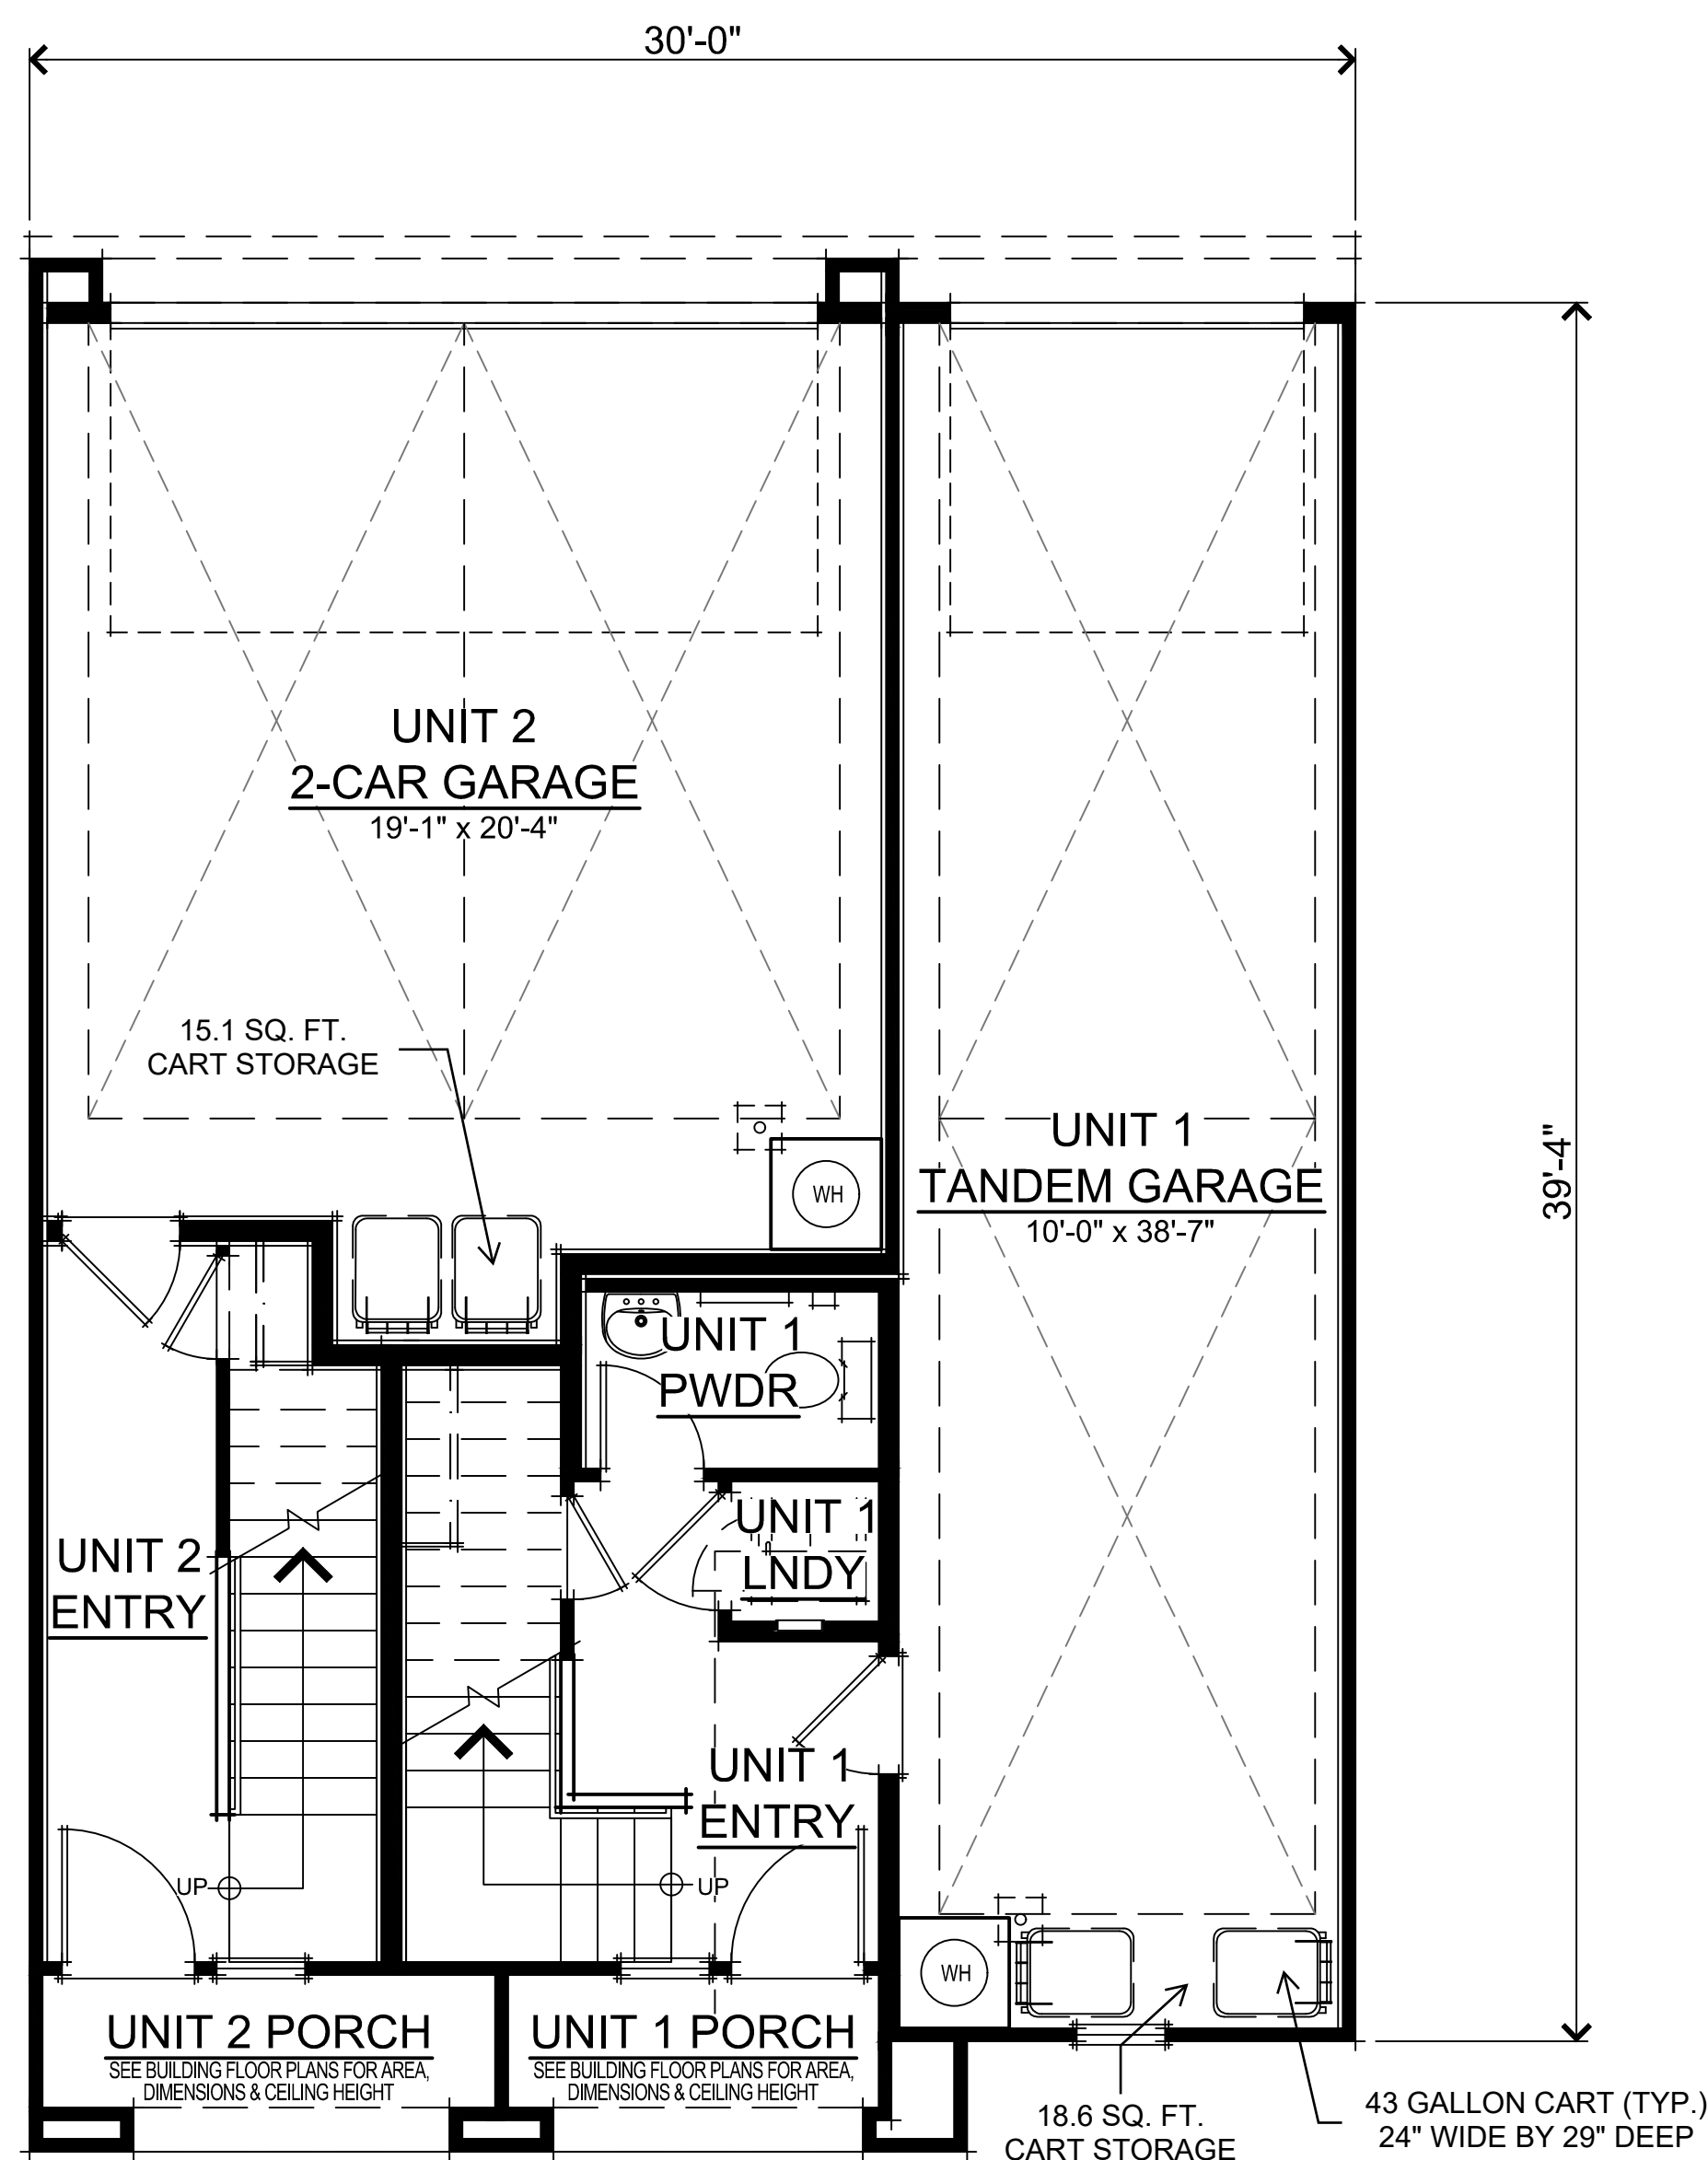 30'-0"
UNIT 2
2-CAR GARAGE
19'-1" x 20'-4"
15.1 SQ. FT.
CART STORAGE
WH
UNIT 1
TANDEM GARAGE
10'-0" x 38'-7"
39'-4"
UNIT 1
PWDR
UNIT 1
LNDY
UNIT 2
ENTRY
UNIT 1
ENTRY
UP
UP
WH
UNIT 2 PORCH
SEE BUILDING FLOOR PLANS FOR AREA,
DIMENSIONS & CEILING HEIGHT
UNIT 1 PORCH
SEE BUILDING FLOOR PLANS FOR AREA,
DIMENSIONS & CEILING HEIGHT
18.6 SQ. FT.
CART STORAGE
43 GALLON CART (TYP.)
24" WIDE BY 29" DEEP